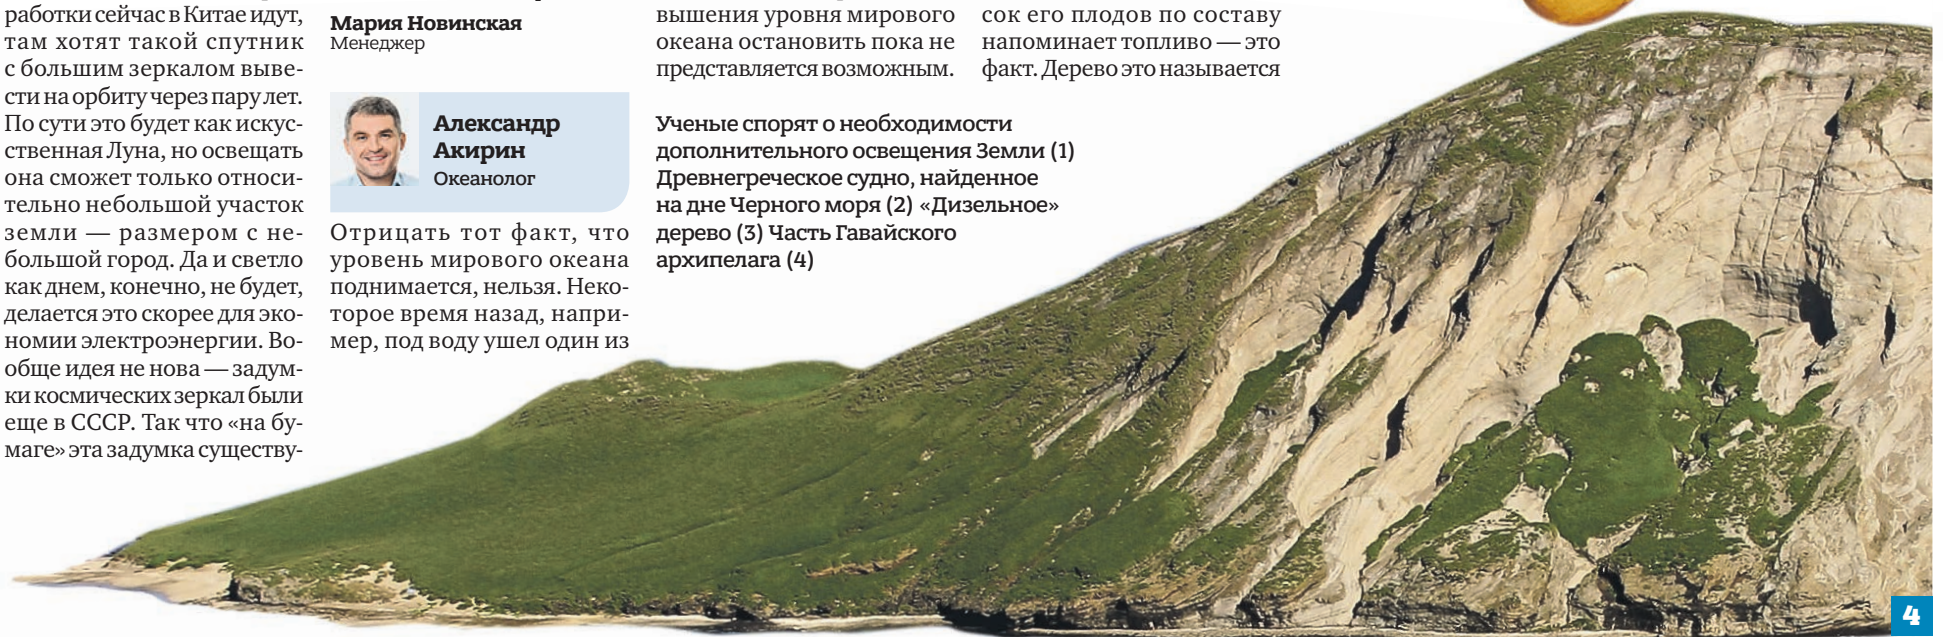 работки сейчас в Китае идут,
там хотят такой спутник
с большим зеркалом выве-
сти на орбиту через пару лет.
По сути это будет как искус-
ственная Луна, но освещать
она сможет только относи-
тельно небольшой участок
земли — размером с не-
большой город. Да и светло
как днем, конечно, не будет,
делается это скорее для эко-
номии электроэнергии. Во-
обще идея не нова — задум-
ки космических зеркал были
еще в СССР. Так что «на бу-
маге» эта задумка существу-
Мария Новинская
Менеджер
Александр
Акирин
Океанолог
Отрицать тот факт, что
уровень мирового океана
поднимается, нельзя. Неко-
торое время назад, напри-
мер, под воду ушел один из
вышения уровня мирового
океана остановить пока не
представляется возможным.
сок его плодов по составу
напоминает топливо — это
факт. Дерево это называется
Ученые спорят о необходимости
дополнительного освещения Земли (1)
Древнегреческое судно, найденное
на дне Черного моря (2) «Дизельное»
дерево (3) Часть Гавайского
архипелага (4)
4